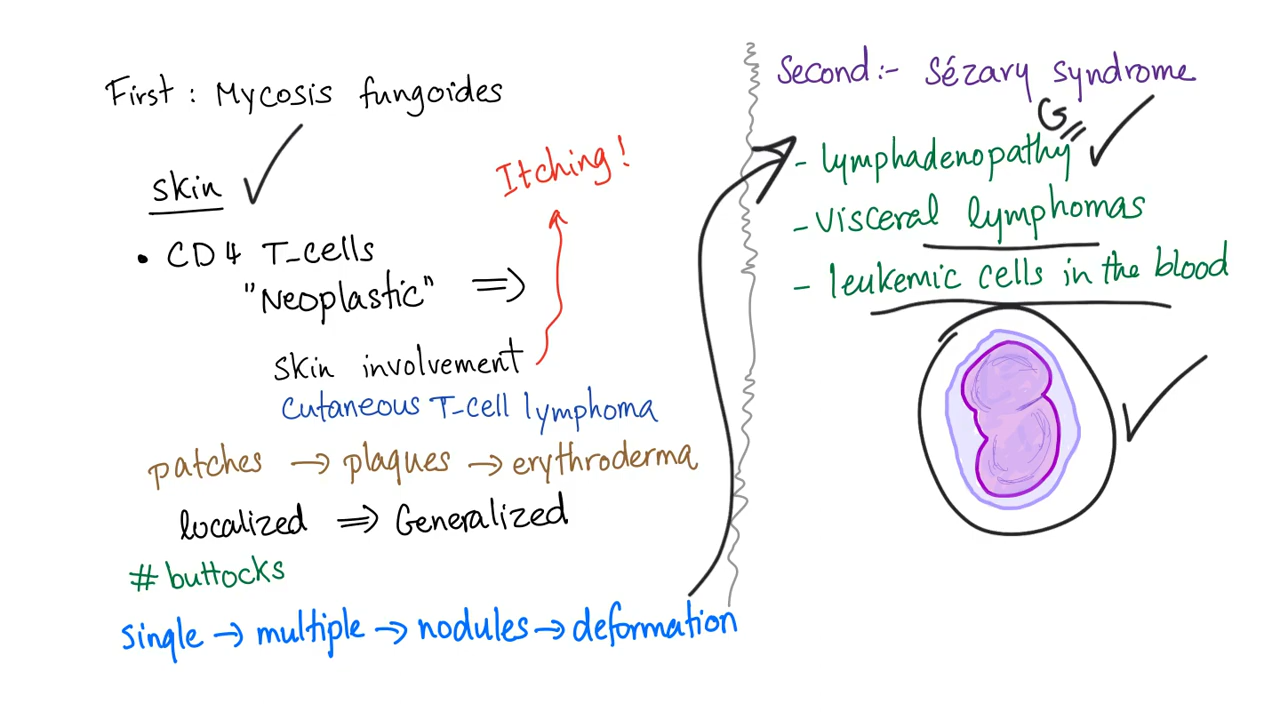 First : Mycosis fungoides
skin
Itching!
• CD4 T-cells
"Neoplastic" ⇒
skin involvement
cutaneous T-cell lymphoma
patches → plaques → erythroderma
localized ⇒ Generalized
# buttocks
single → multiple → nodules → deformation
Second:- Sézary syndrome
G
- lymphadenopathy
- visceral lymphomas
- leukemic cells in the blood